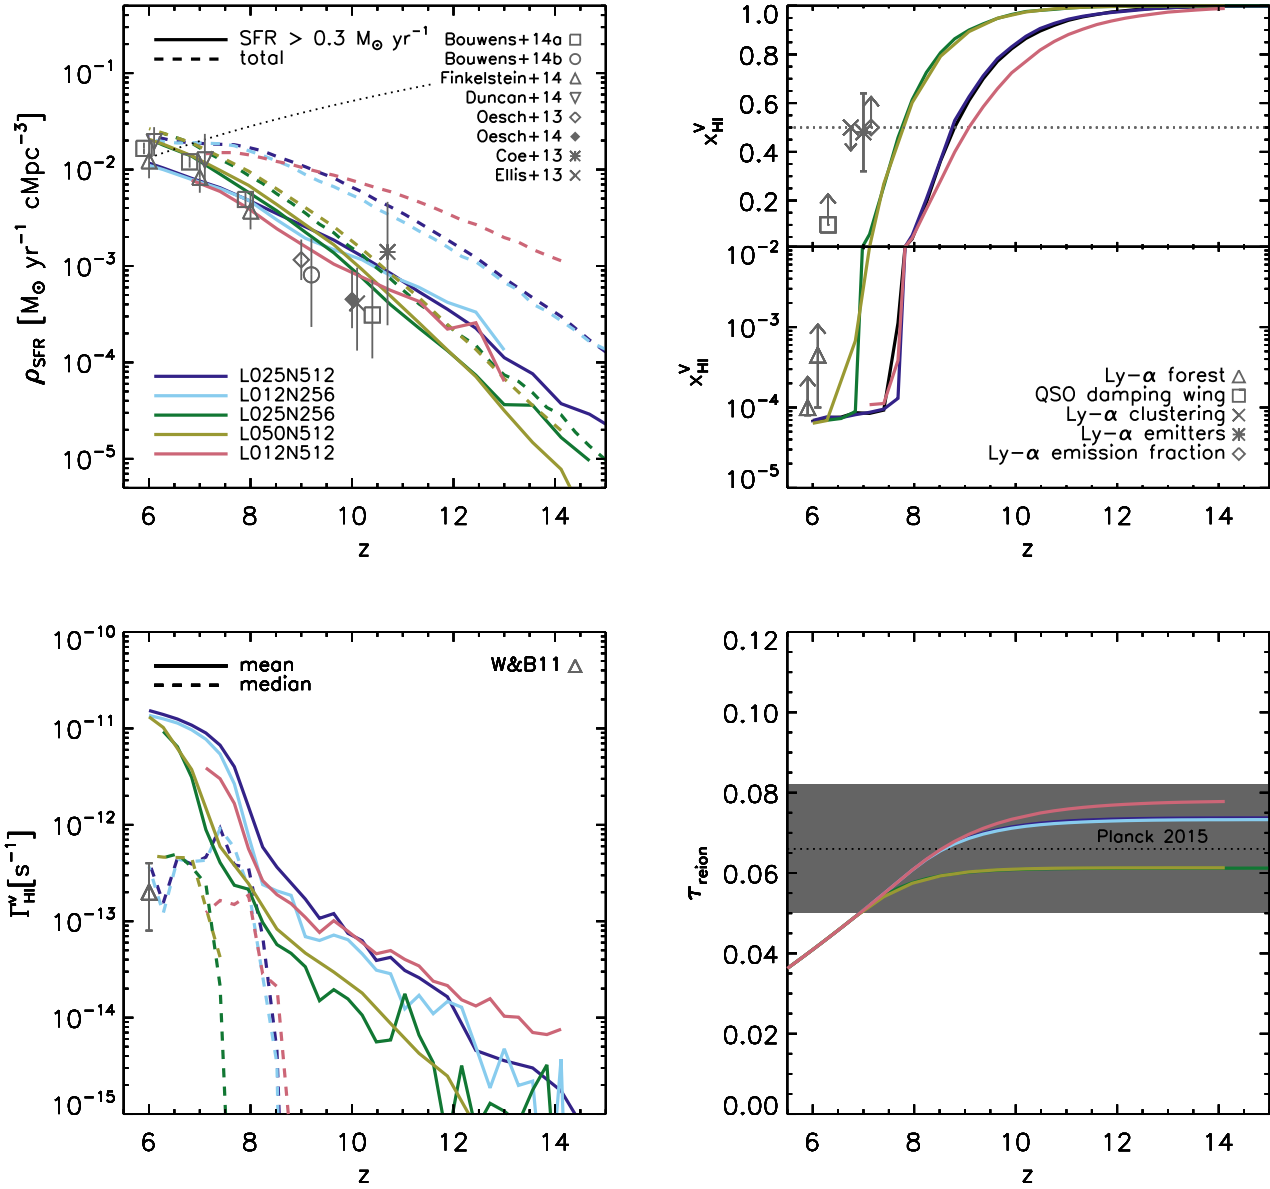 SFR > 0.3 M⊙ yr⁻¹
total
Bouwens+14a
Bouwens+14b
Finkelstein+14
Duncan+14
Oesch+13
Oesch+14
Coe+13
Ellis+13
L025N512
L012N256
L025N256
L050N512
L012N512
10⁻¹
10⁻²
10⁻³
10⁻⁴
10⁻⁵
ρSFR [M⊙ yr⁻¹ cMpc⁻³]
6 8 10 12 14
z
1.0
0.8
0.6
0.4
0.2
x^V_HI
10⁻²
10⁻³
10⁻⁴
10⁻⁵
x^V_HI
Ly−α forest
QSO damping wing
Ly−α clustering
Ly−α emitters
Ly−α emission fraction
6 8 10 12 14
z
mean
median
W&B11
10⁻¹⁰
10⁻¹¹
10⁻¹²
10⁻¹³
10⁻¹⁴
10⁻¹⁵
Γ^V_HI [s⁻¹]
6 8 10 12 14
z
0.12
0.10
0.08
0.06
0.04
0.02
0.00
τreion
Planck 2015
6 8 10 12 14
z